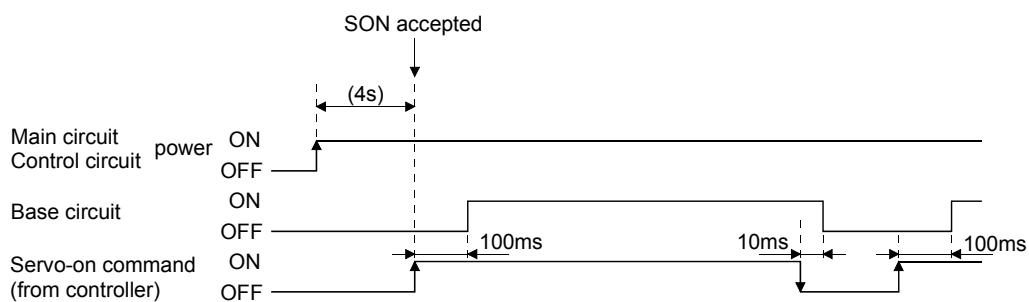 SON accepted
(4s)
Main circuit
Control circuit
power
ON
OFF
Base circuit
ON
OFF
100ms
10ms
100ms
Servo-on command
(from controller)
ON
OFF